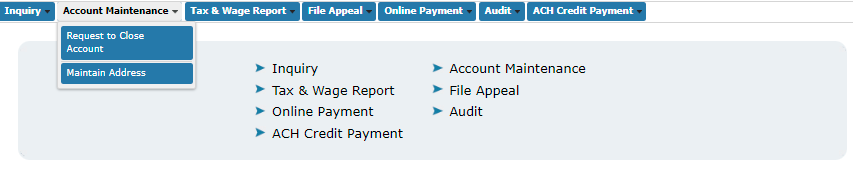 Inquiry Account Maintenance Tax & Wage Report File Appeal Online Payment Audit ACH Credit Payment
Request to Close
Account
Maintain Address
Inquiry Account Maintenance
Tax & Wage Report File Appeal
Online Payment Audit
ACH Credit Payment